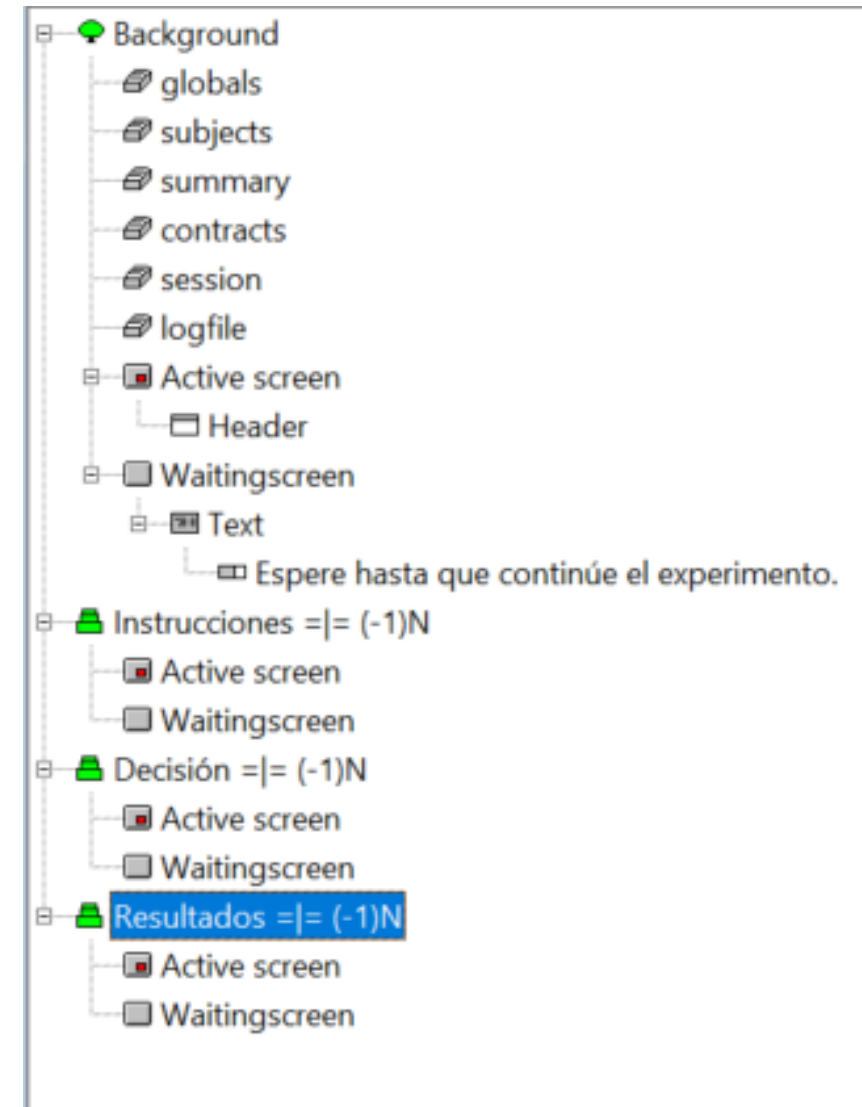 Background
globals
subjects
summary
contracts
session
logfile
Active screen
Header
Waitingscreen
Text
Espere hasta que continúe el experimento.
Instrucciones =|= (-1)N
Active screen
Waitingscreen
Decisión =|= (-1)N
Active screen
Waitingscreen
Resultados =|= (-1)N
Active screen
Waitingscreen